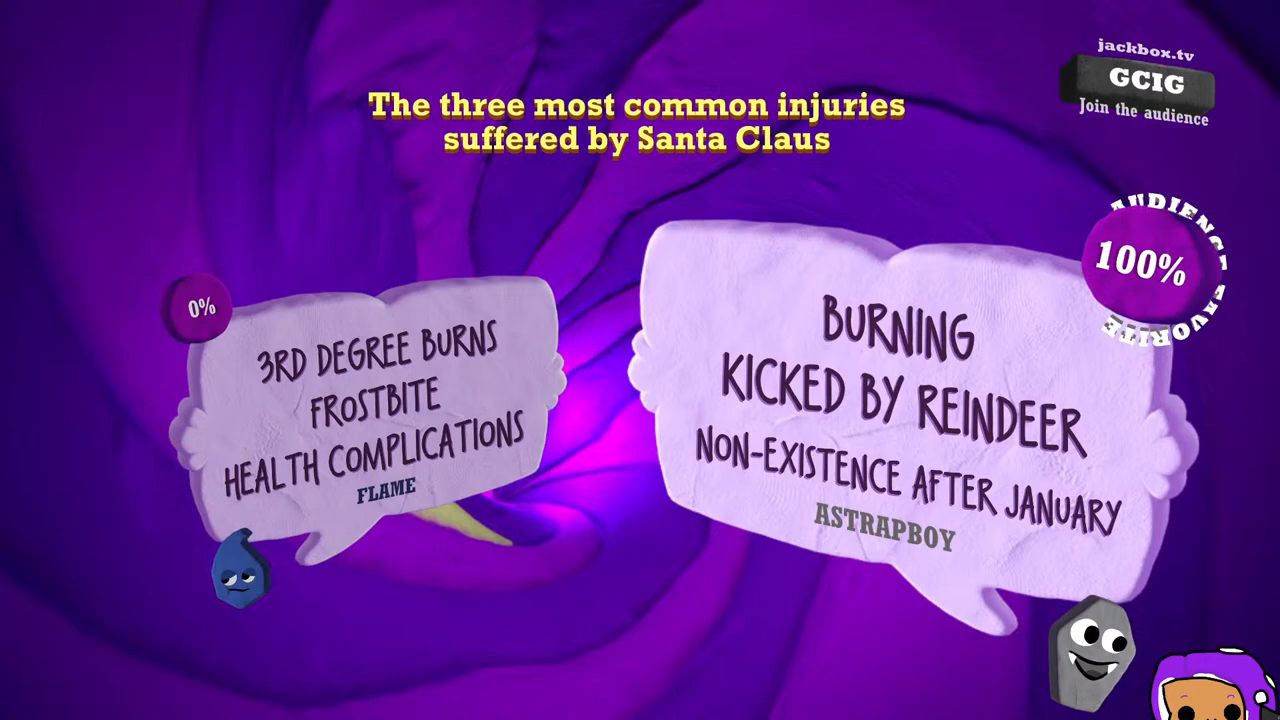 jackbox.tv
GCIG
Join the audience
The three most common injuries
suffered by Santa Claus
AUDIENCE FAVORITE
100%
0%
3RD DEGREE BURNS
FROSTBITE
HEALTH COMPLICATIONS
FLAME
BURNING
KICKED BY REINDEER
NON-EXISTENCE AFTER JANUARY
ASTRAPBOY